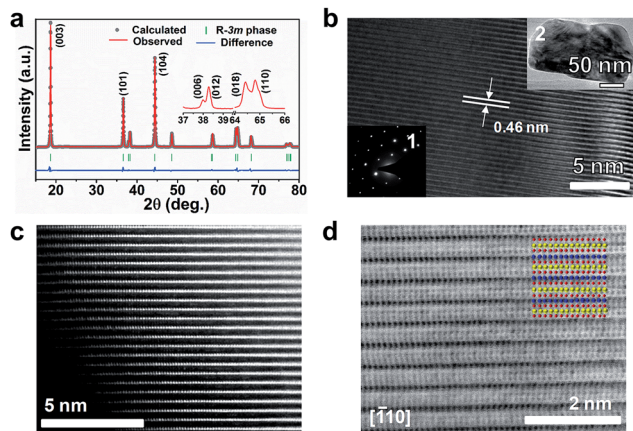 a
Calculated
Observed
R-3m phase
Difference
(003)
(101)
(104)
(006)
(012)
(018)
(110)
37 38 39 64 65 66
Intensity (a.u.)
20 30 40 50 60 70 80
2θ (deg.)
b
2
50 nm
0.46 nm
1
5 nm
c
5 nm
d
[1̅10]
2 nm